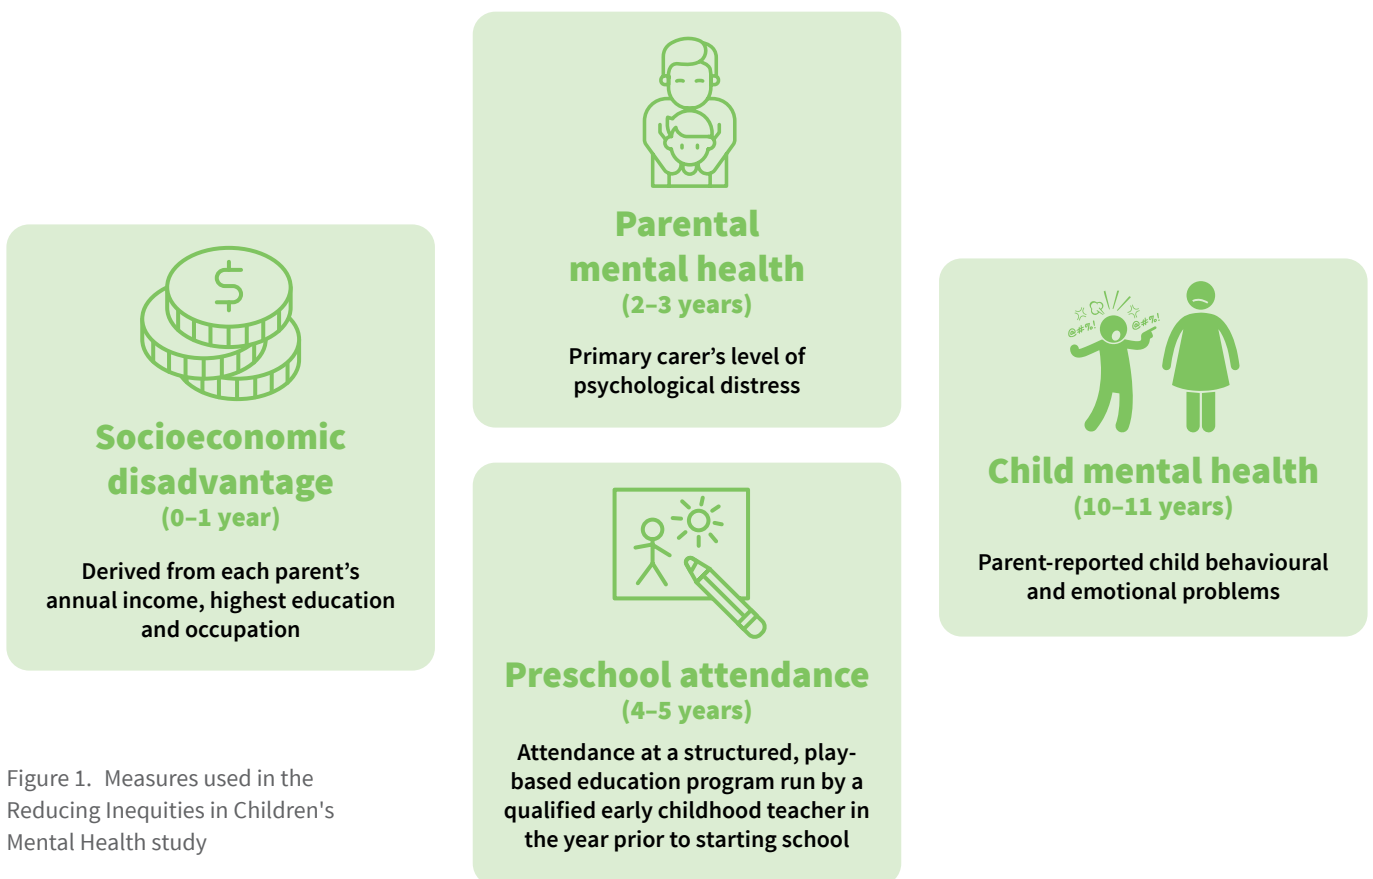 Socioeconomic
disadvantage
(0–1 year)
Derived from each parent’s
annual income, highest education
and occupation
Parental
mental health
(2–3 years)
Primary carer’s level of
psychological distress
Preschool attendance
(4–5 years)
Attendance at a structured, play-
based education program run by a
qualified early childhood teacher in
the year prior to starting school
@#%!
@#%!
Child mental health
(10–11 years)
Parent-reported child behavioural
and emotional problems
Figure 1. Measures used in the
Reducing Inequities in Children's
Mental Health study